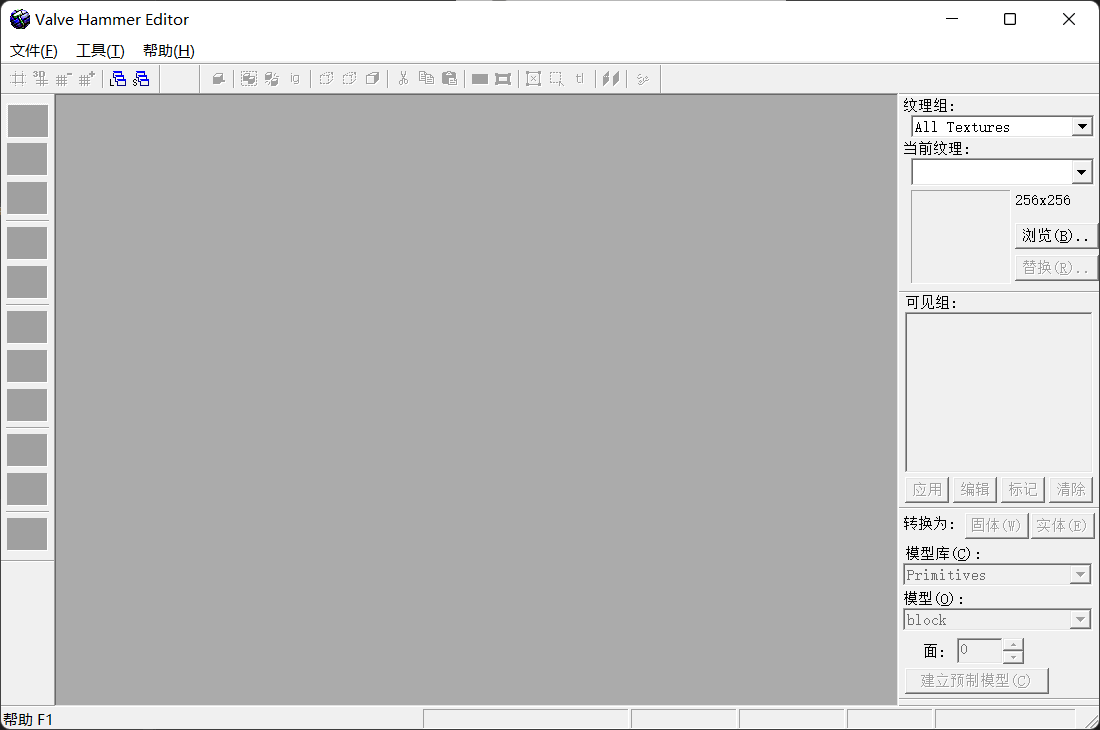 Valve Hammer Editor
文件(F) 工具(T) 帮助(H)
3D
ig
tl
纹理组:
All Textures
当前纹理:
256x256
浏览(B)..
替换(R)..
可见组:
应用 编辑 标记 清除
转换为: 固体(W) 实体(E)
模型库(C):
Primitives
模型(O):
block
面: 0
建立预制模型(C)
帮助 F1